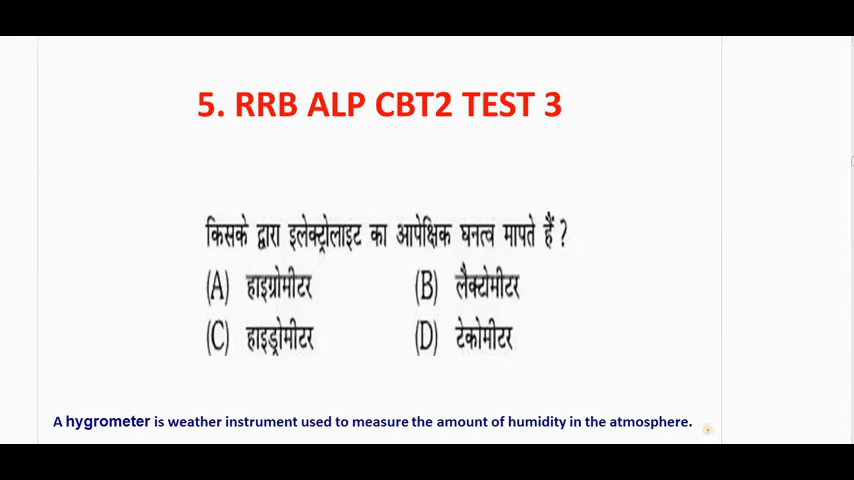 5. RRB ALP CBT2 TEST 3
किसके द्वारा इलेक्ट्रोलाइट का आपेक्षिक घनत्व मापते हैं ?
(A) हाइग्रोमीटर (B) लैक्टोमीटर
(C) हाइड्रोमीटर (D) टेकोमीटर
A hygrometer is weather instrument used to measure the amount of humidity in the atmosphere.